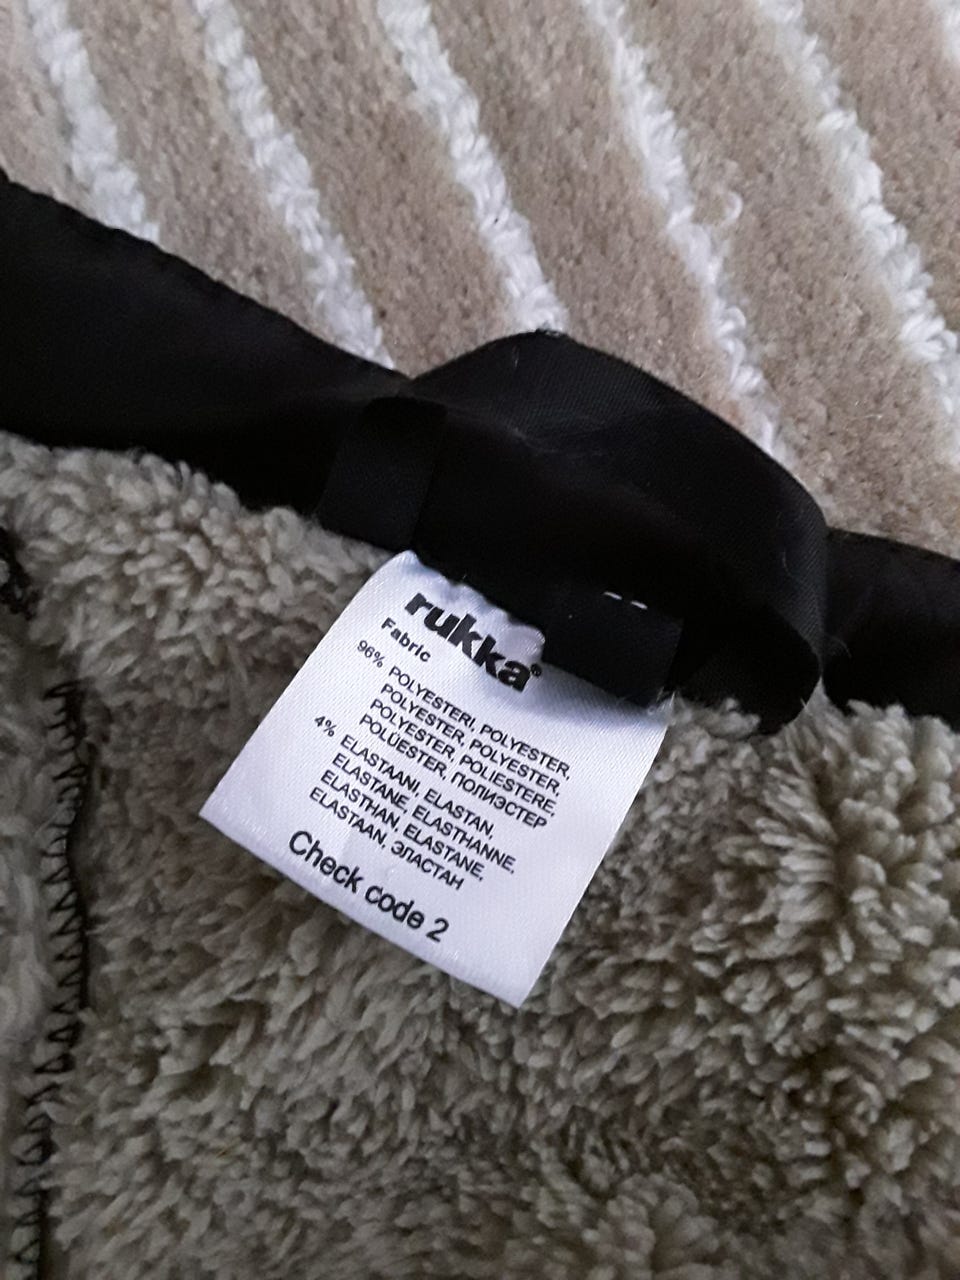 rukka®
Fabric
96% POLYESTERI, POLYESTER,
POLYESTER, POLYESTER,
POLYESTER, POLIESTERE,
POLÜESTER, ПОЛИЭСТЕР
4% ELASTAANI, ELASTAN,
ELASTANE, ELASTHANNE,
ELASTHAN, ELASTANE,
ELASTAAN, ЭЛАСТАН
Check code 2